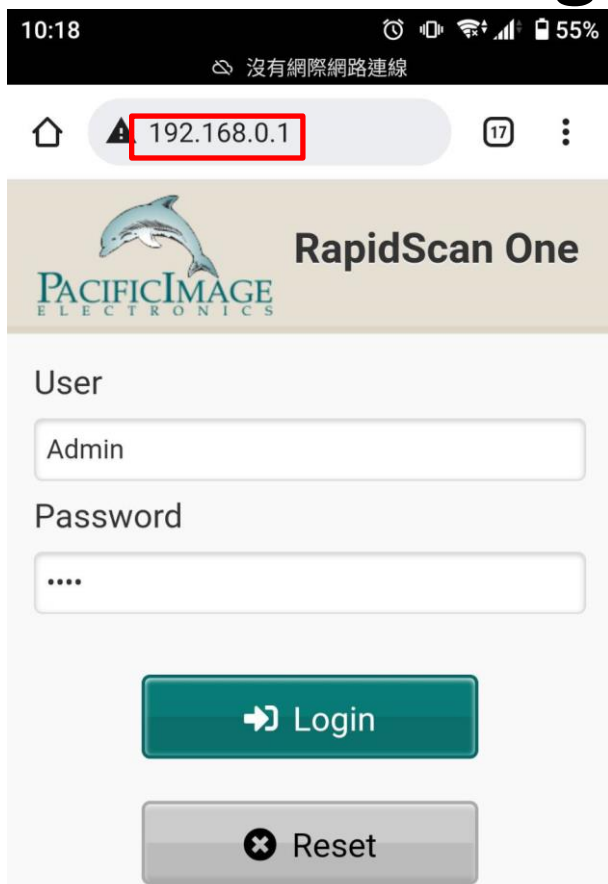 10:18 55%
沒有網際網路連線
192.168.0.1 17
PACIFICIMAGE
ELECTRONICS
RapidScan One
User
Admin
Password
••••
Login
Reset